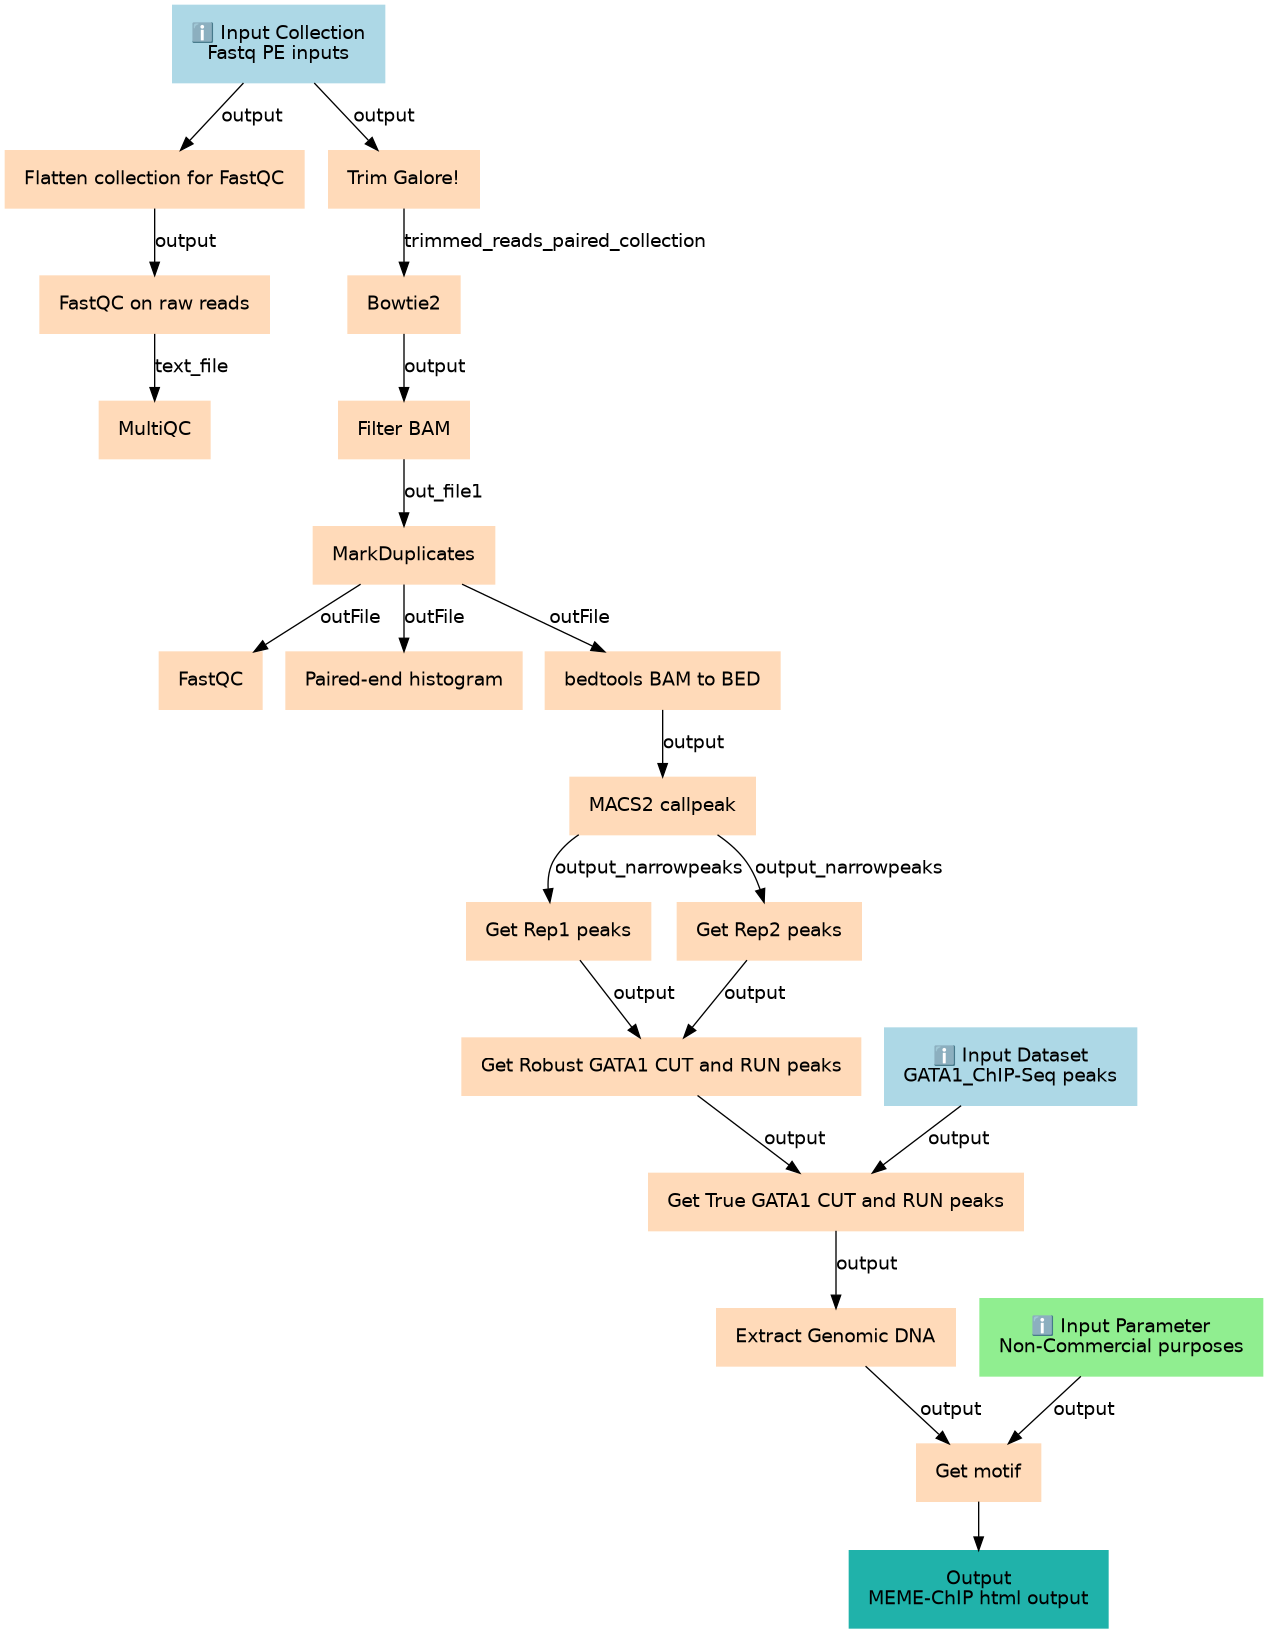 ℹ️ Input Collection
Fastq PE inputs
output
output
Flatten collection for FastQC
Trim Galore!
output
trimmed_reads_paired_collection
FastQC on raw reads
Bowtie2
text_file
output
MultiQC
Filter BAM
out_file1
MarkDuplicates
outFile
outFile
outFile
FastQC
Paired-end histogram
bedtools BAM to BED
output
MACS2 callpeak
output_narrowpeaks
output_narrowpeaks
Get Rep1 peaks
Get Rep2 peaks
output
output
Get Robust GATA1 CUT and RUN peaks
ℹ️ Input Dataset
GATA1_ChIP-Seq peaks
output
output
Get True GATA1 CUT and RUN peaks
output
Extract Genomic DNA
ℹ️ Input Parameter
Non-Commercial purposes
output
output
Get motif
Output
MEME-ChIP html output